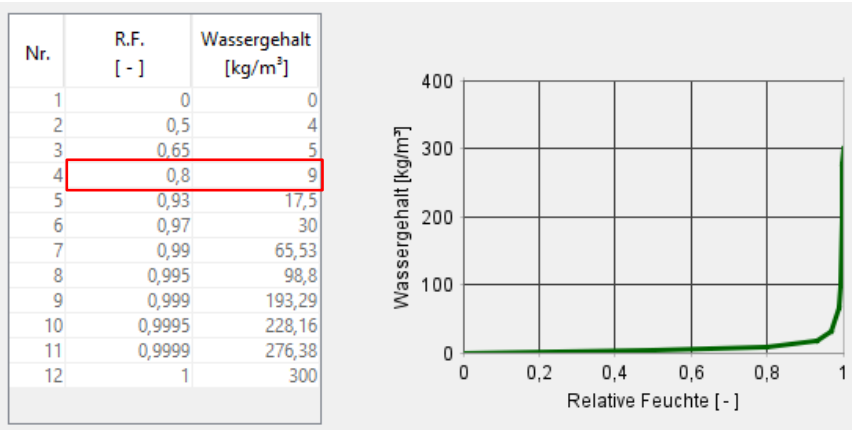 Nr. R.F. [ - ] Wassergehalt [kg/m³]
1 0 0
2 0,5 4
3 0,65 5
4 0,8 9
5 0,93 17,5
6 0,97 30
7 0,99 65,53
8 0,995 98,8
9 0,999 193,29
10 0,9995 228,16
11 0,9999 276,38
12 1 300
Wassergehalt [kg/m³]
400
300
200
100
0
0 0,2 0,4 0,6 0,8 1
Relative Feuchte [ - ]